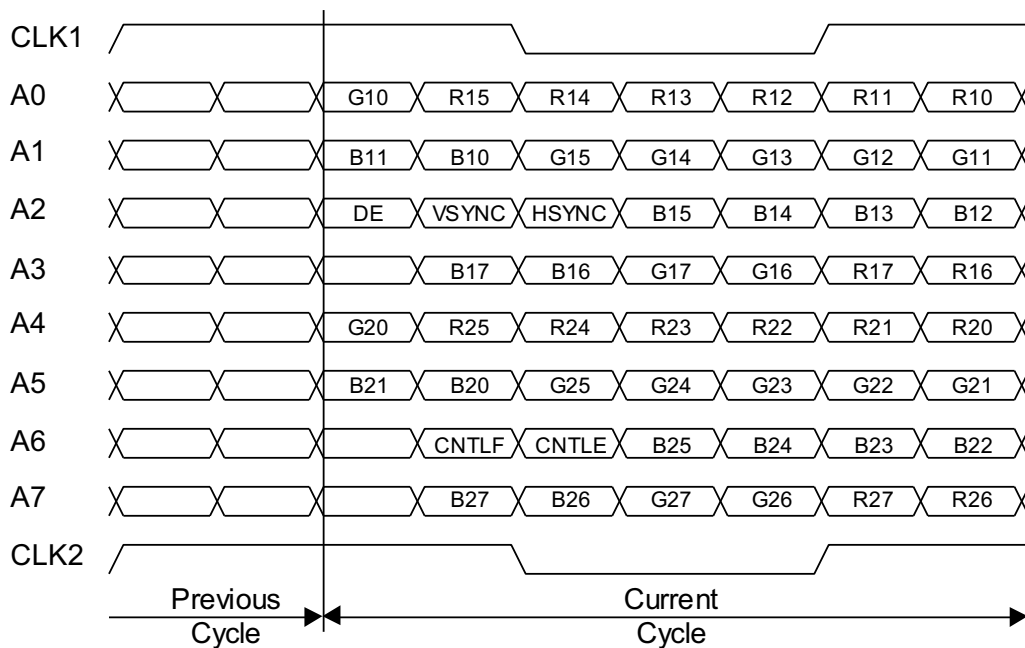 CLK1
A0 G10 R15 R14 R13 R12 R11 R10
A1 B11 B10 G15 G14 G13 G12 G11
A2 DE VSYNC HSYNC B15 B14 B13 B12
A3 B17 B16 G17 G16 R17 R16
A4 G20 R25 R24 R23 R22 R21 R20
A5 B21 B20 G25 G24 G23 G22 G21
A6 CNTLF CNTLE B25 B24 B23 B22
A7 B27 B26 G27 G26 R27 R26
CLK2
Previous Current
Cycle Cycle